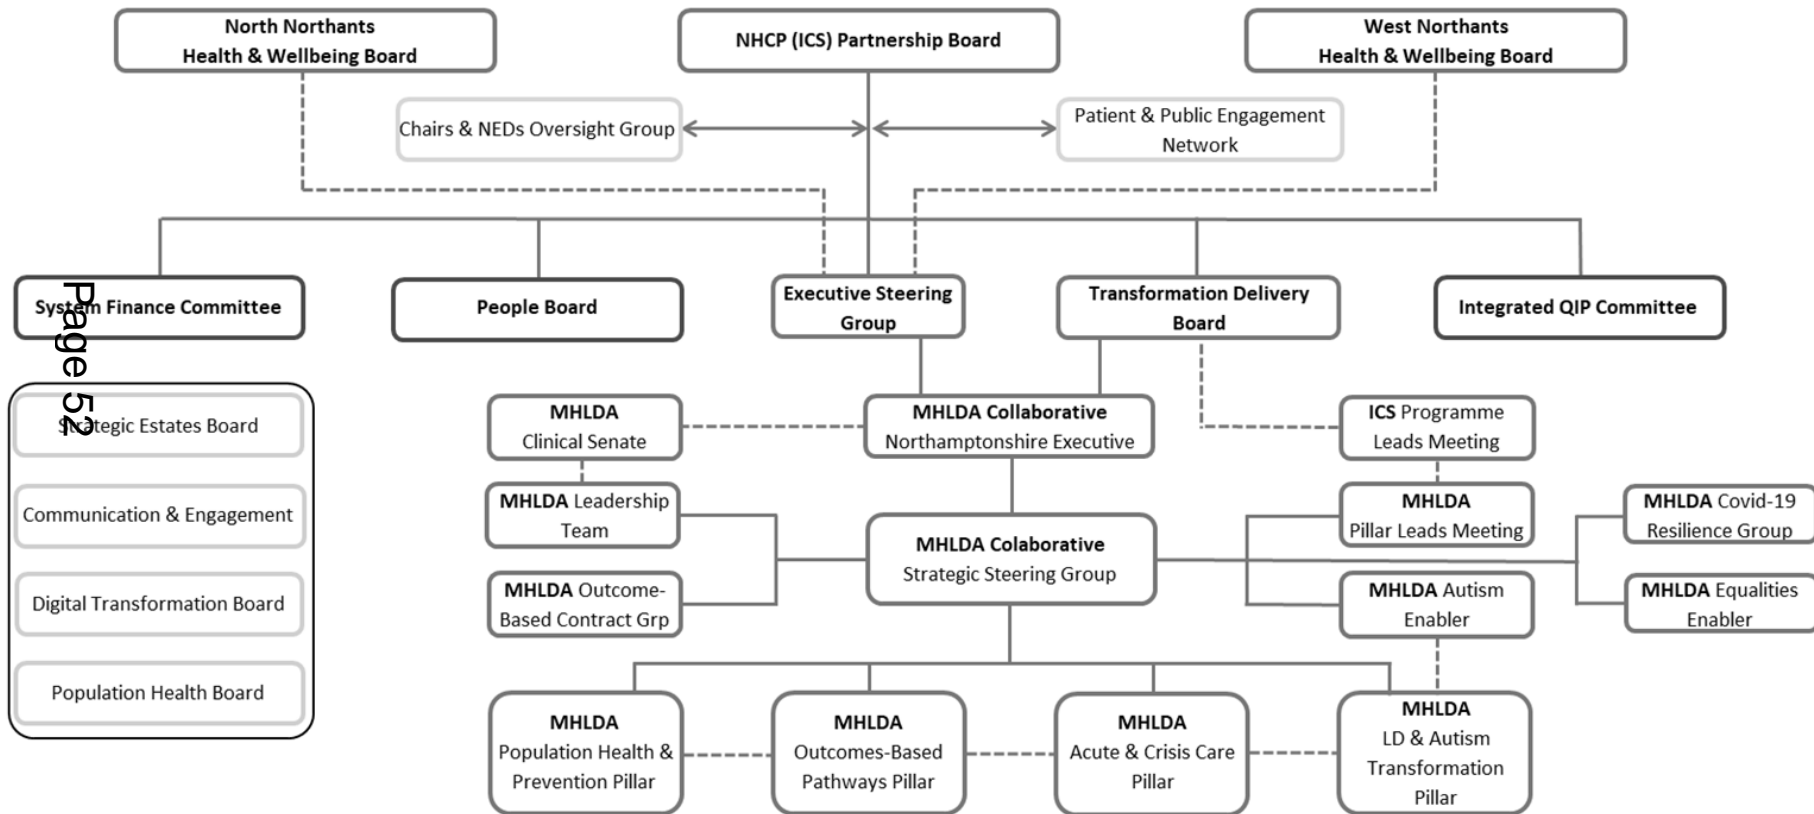 North Northants
Health & Wellbeing Board
NHCP (ICS) Partnership Board
West Northants
Health & Wellbeing Board
Chairs & NEDs Oversight Group
Patient & Public Engagement
Network
System Finance Committee
People Board
Executive Steering
Group
Transformation Delivery
Board
Integrated QIP Committee
Page 52
Strategic Estates Board
Communication & Engagement
Digital Transformation Board
Population Health Board
MHLDA
Clinical Senate
MHLDA Collaborative
Northamptonshire Executive
ICS Programme
Leads Meeting
MHLDA Leadership
Team
MHLDA Colaborative
Strategic Steering Group
MHLDA
Pillar Leads Meeting
MHLDA Covid-19
Resilience Group
MHLDA Outcome-
Based Contract Grp
MHLDA Autism
Enabler
MHLDA Equalities
Enabler
MHLDA
Population Health &
Prevention Pillar
MHLDA
Outcomes-Based
Pathways Pillar
MHLDA
Acute & Crisis Care
Pillar
MHLDA
LD & Autism
Transformation
Pillar